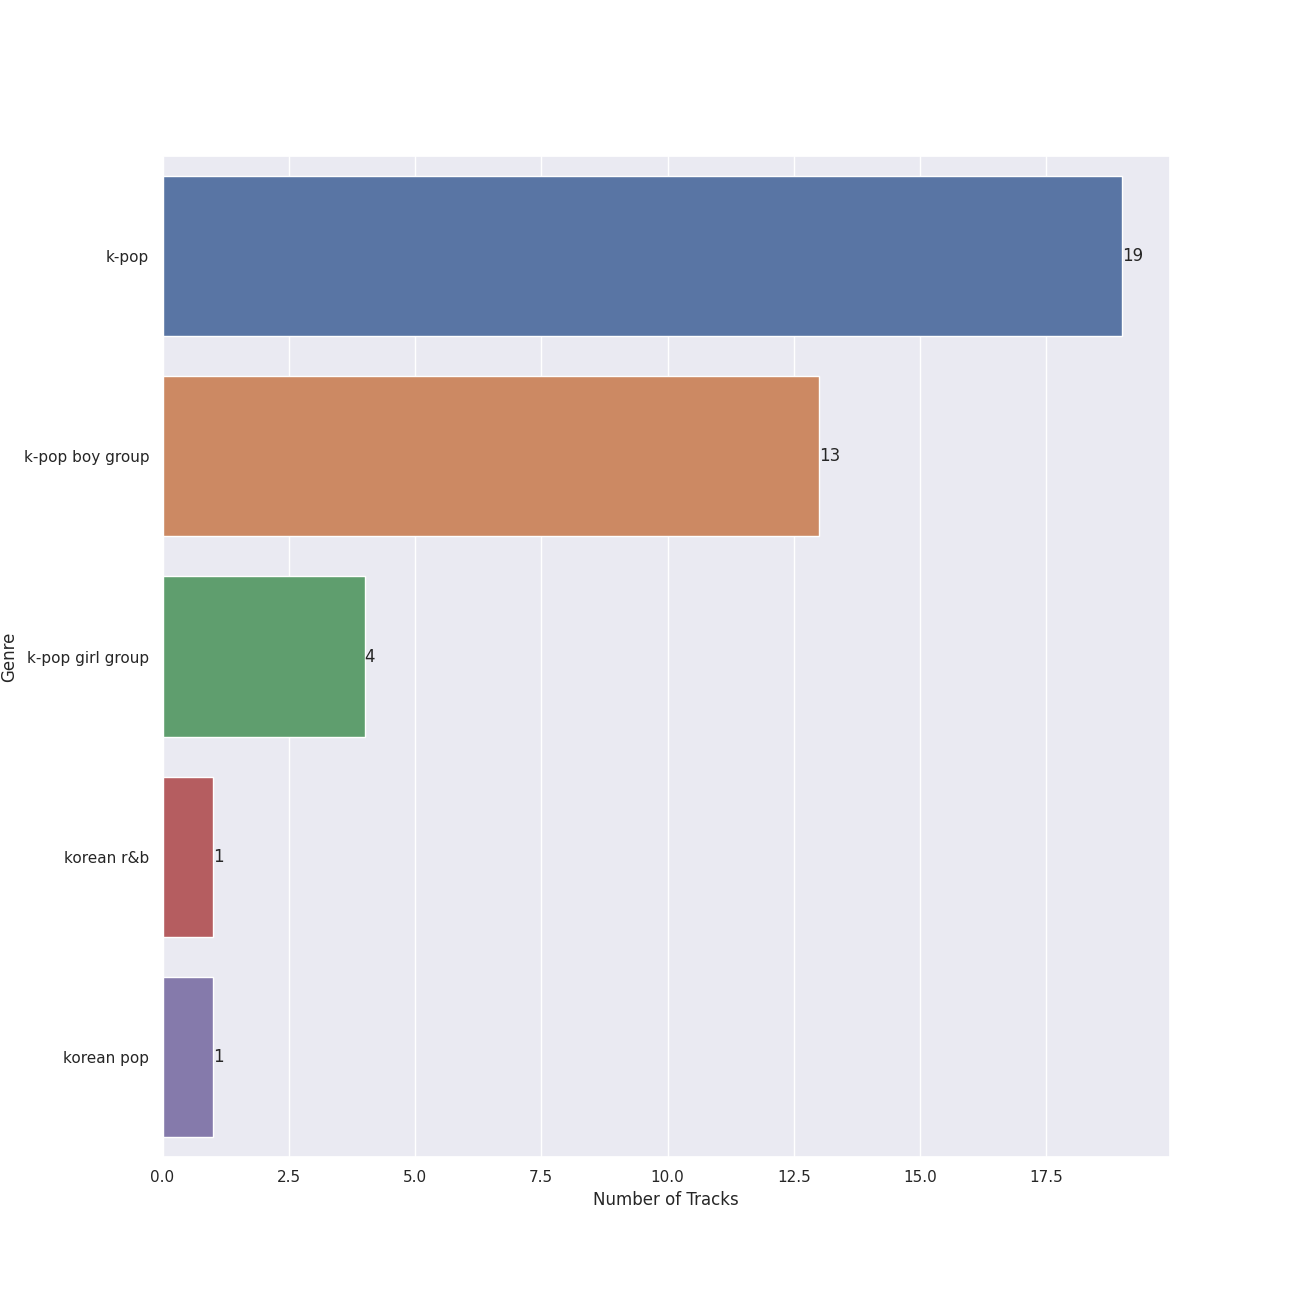 k-pop
19
k-pop boy group
13
k-pop girl group
4
korean r&b
1
korean pop
1
Genre
0.0 2.5 5.0 7.5 10.0 12.5 15.0 17.5
Number of Tracks